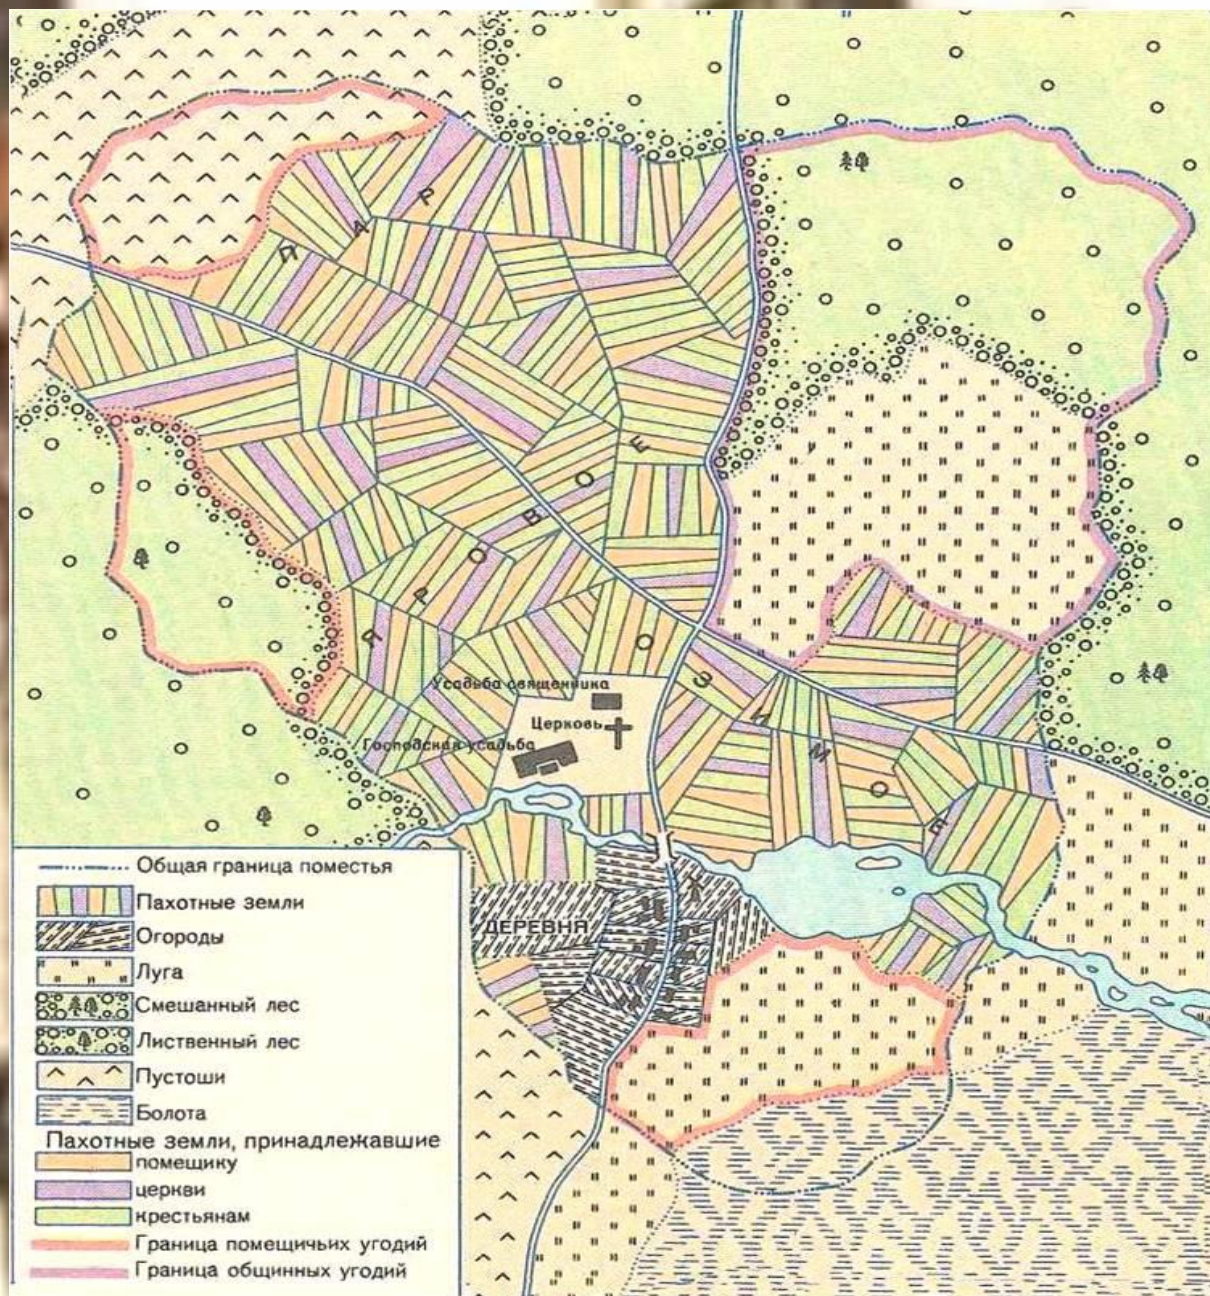 ПАР
ЯРОВОЕ
ОЗИМОЕ
Усадьба священника
Церковь
Господская усадьба
ДЕРЕВНЯ
Общая граница поместья
Пахотные земли
Огороды
Луга
Смешанный лес
Лиственный лес
Пустоши
Болота
Пахотные земли, принадлежавшие
помещику
церкви
крестьянам
Граница помещичьих угодий
Граница общинных угодий